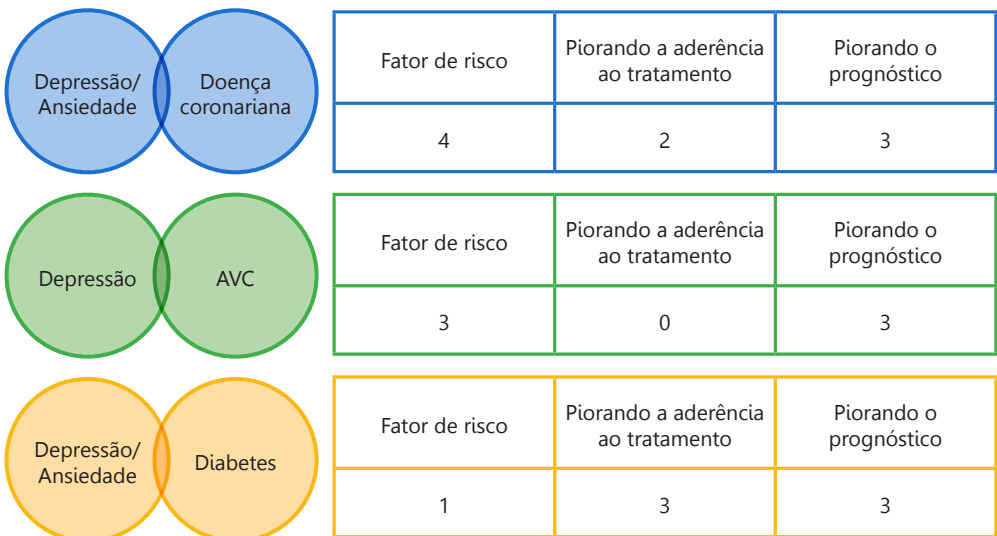 Depressão/
Ansiedade
Doença
coronariana
Fator de risco
Piorando a aderência
ao tratamento
Piorando o
prognóstico
4
2
3
Depressão
AVC
Fator de risco
Piorando a aderência
ao tratamento
Piorando o
prognóstico
3
0
3
Depressão/
Ansiedade
Diabetes
Fator de risco
Piorando a aderência
ao tratamento
Piorando o
prognóstico
1
3
3